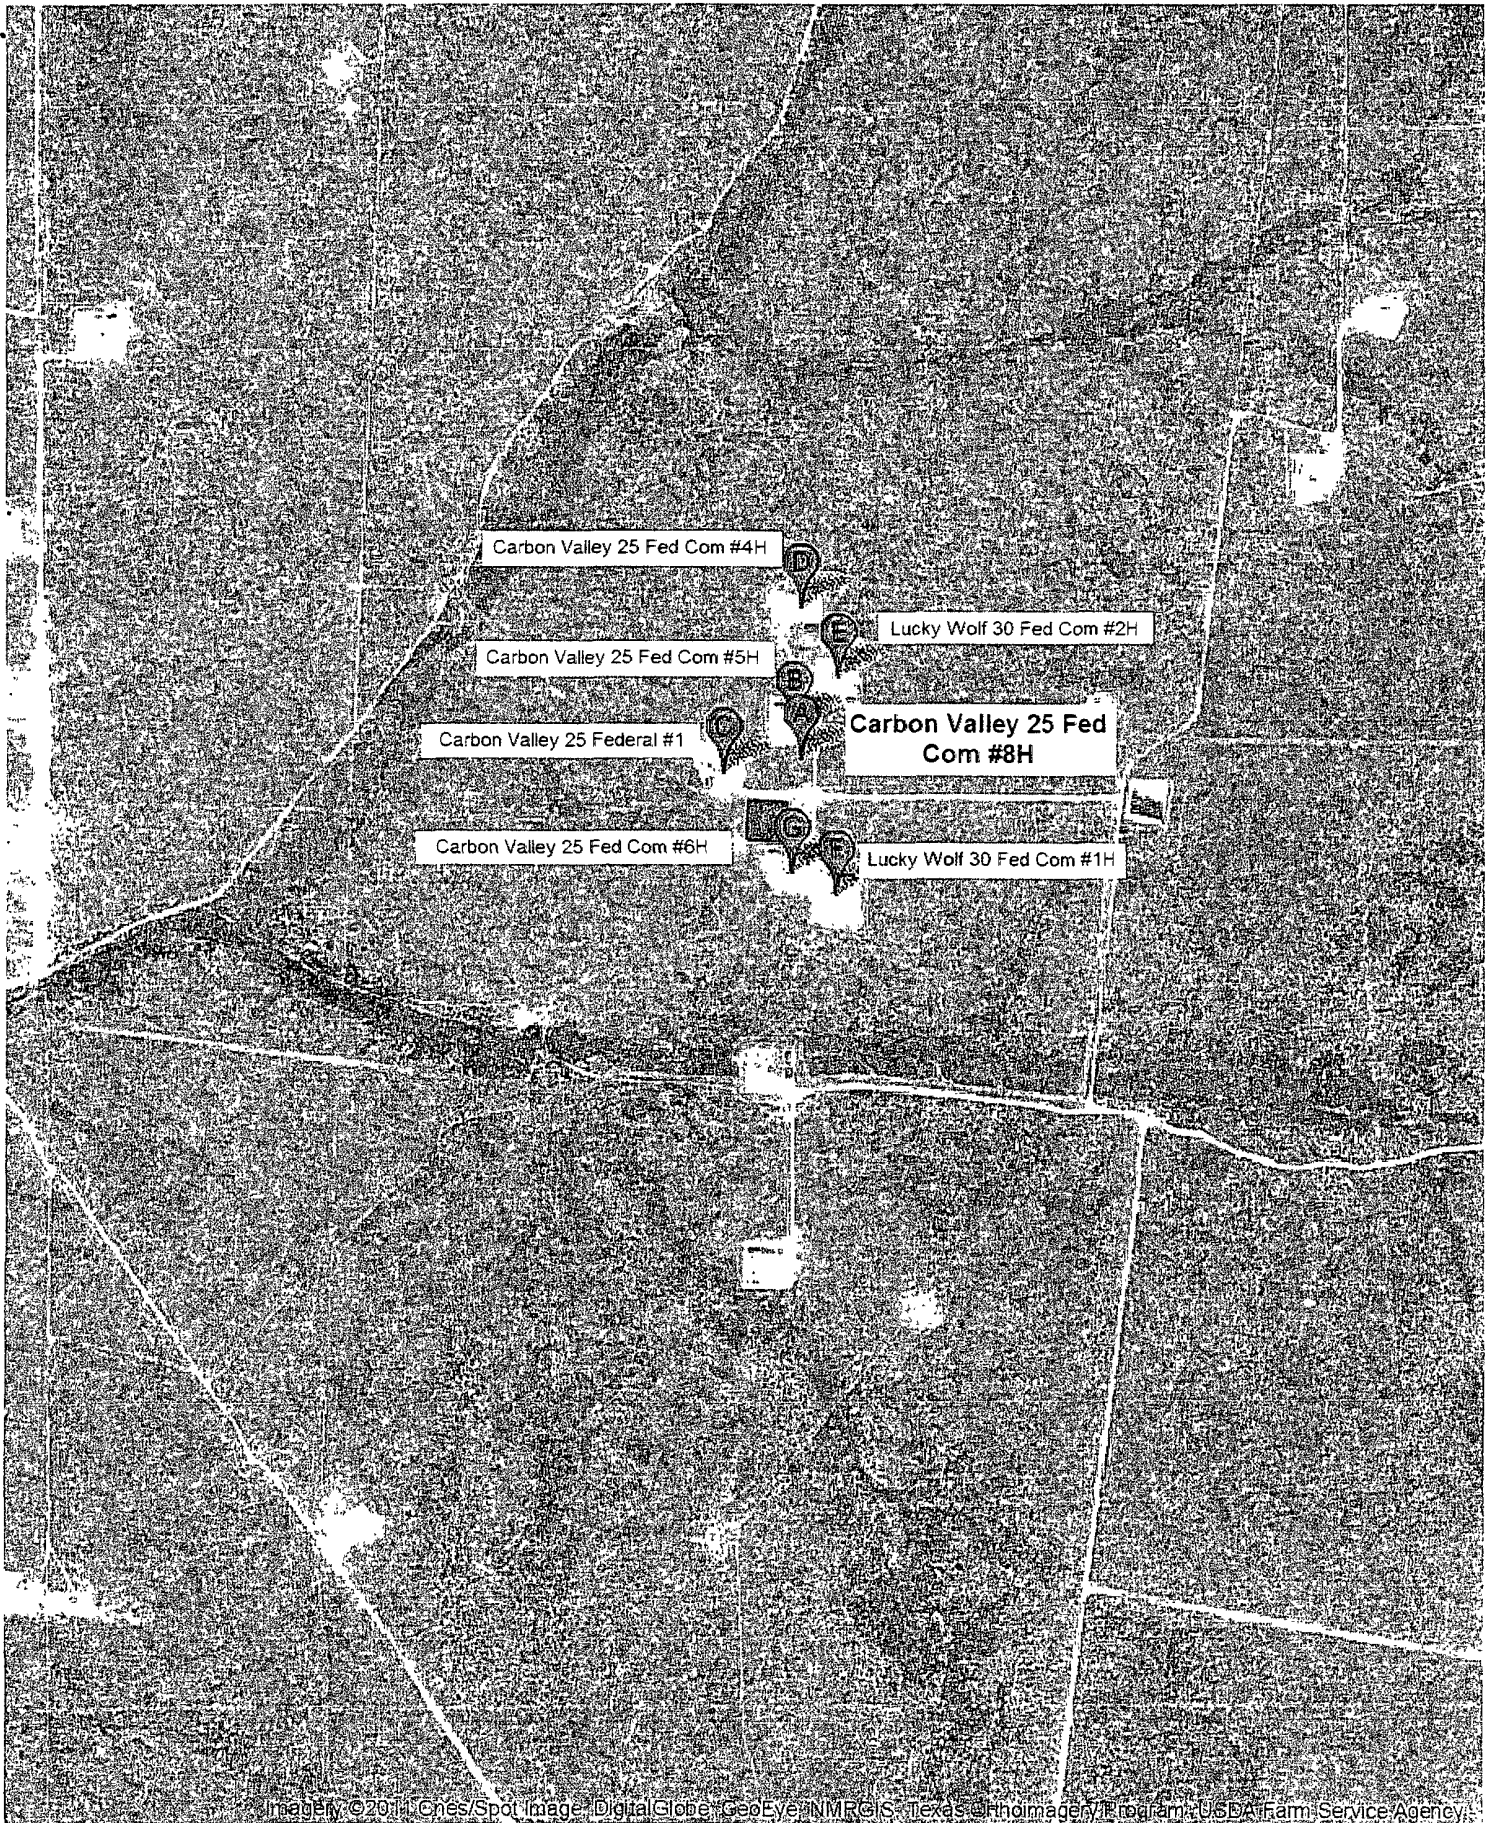 Carbon Valley 25 Fed Com #4H
D
E
Lucky Wolf 30 Fed Com #2H
Carbon Valley 25 Fed Com #5H
B
A
C
Carbon Valley 25 Fed
Com #8H
Carbon Valley 25 Federal #1
G
F
Carbon Valley 25 Fed Com #6H
Lucky Wolf 30 Fed Com #1H
Imagery ©2011 Cnes/Spot Image, DigitalGlobe, GeoEye, NMRGIS, Texas Orthoimagery Program, USDA Farm Service Agency